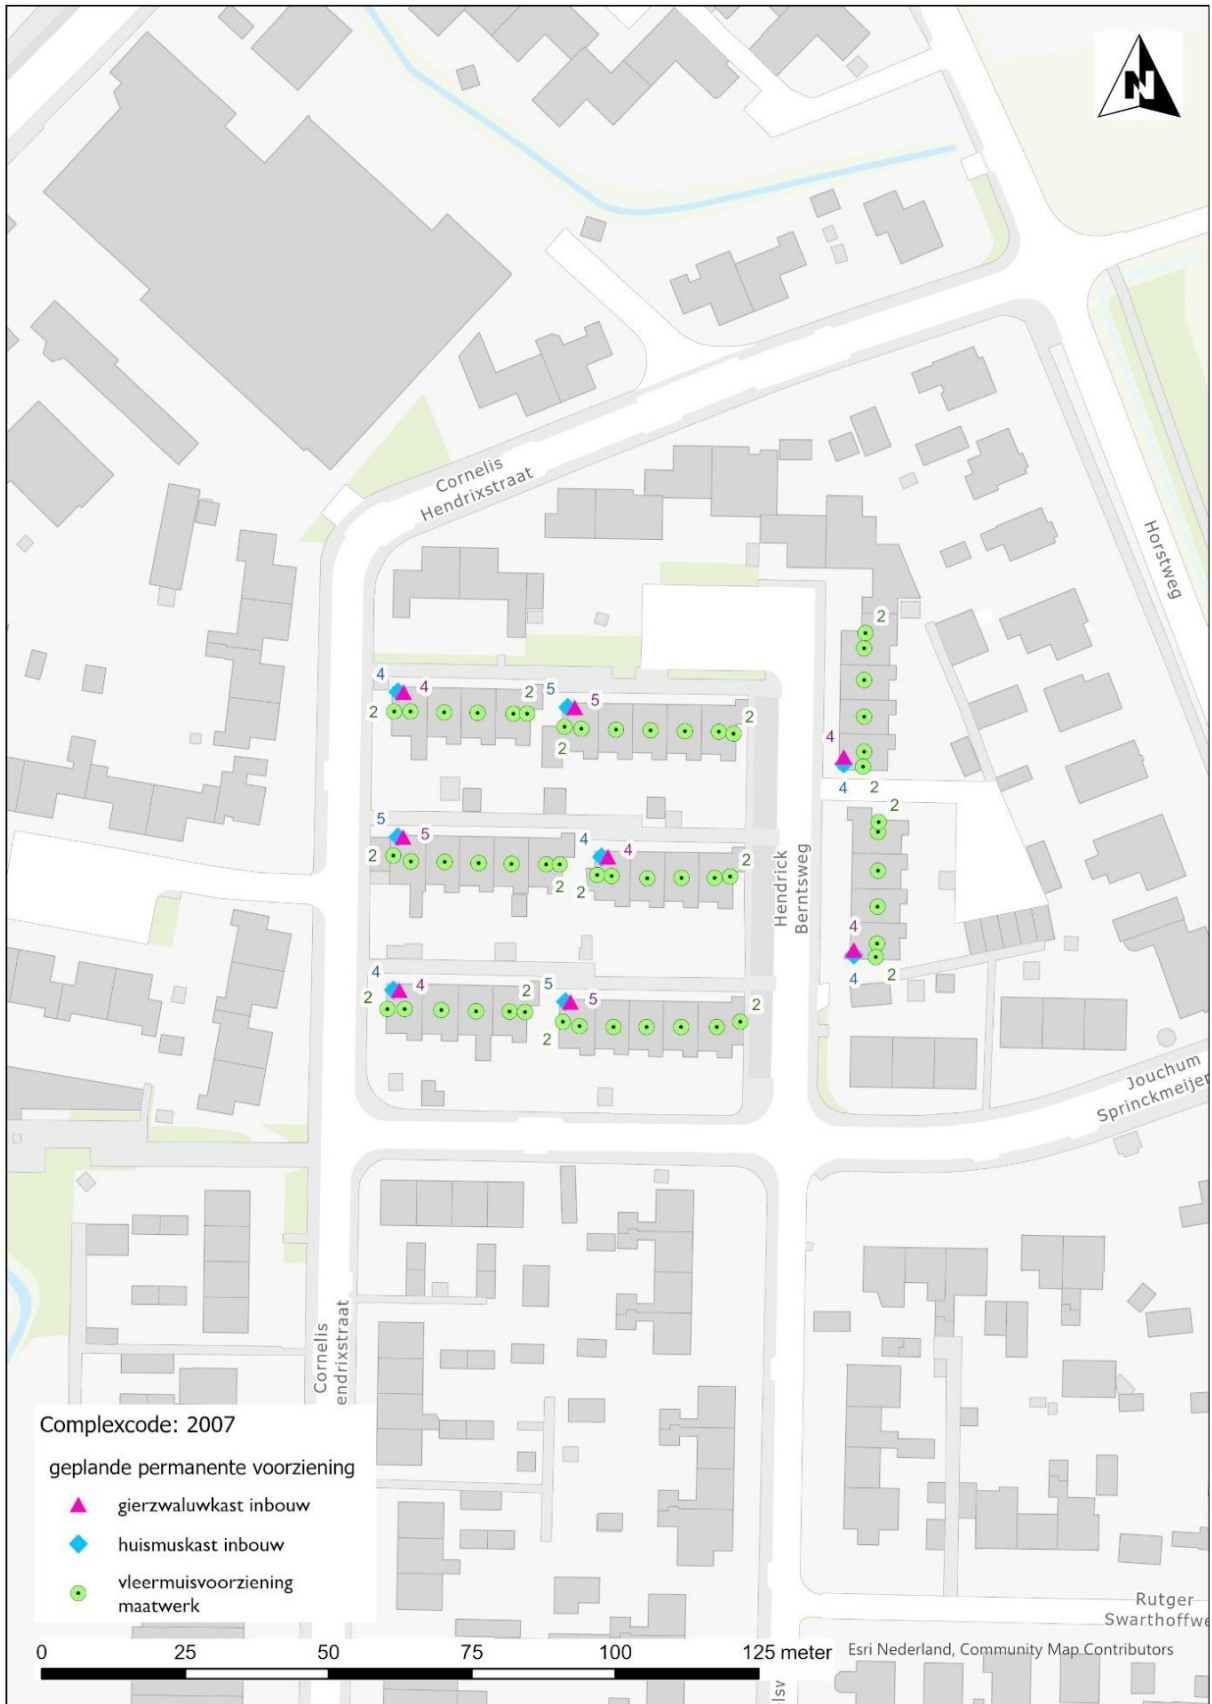 N
Cornelis
Hendrixstraat
Horstweg
2
4
4
2
5
5
2
2
2
4
4
2
2
5
5
4
4
2
2
2
2
Hendrick
Berntsweg
4
4
2
4
4
2
5
5
2
2
2
Jouchum
Sprinckmeijer
Cornelis
endrixstraat
Complexcode: 2007
geplande permanente voorziening
gierzwaluwkast inbouw
huismuskast inbouw
vleermuisvoorziening
maatwerk
Rutger
Swarthoffwe
0 25 50 75 100 125 meter
Esri Nederland, Community Map Contributors
elsv